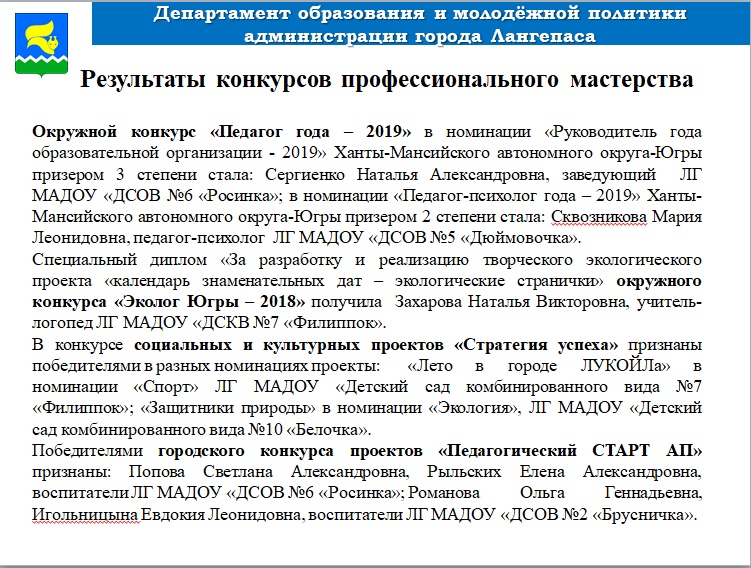 Департамент образования и молодёжной политики
администрации города Лангепаса
Результаты конкурсов профессионального мастерства
Окружной конкурс «Педагог года – 2019» в номинации «Руководитель года
образовательной организации - 2019» Ханты-Мансийского автономного округа-Югры
призером 3 степени стала: Сергиенко Наталья Александровна, заведующий ЛГ
МАДОУ «ДСОВ №6 «Росинка»; в номинации «Педагог-психолог года – 2019» Ханты-
Мансийского автономного округа-Югры призером 2 степени стала: Сквозникова Мария
Леонидовна, педагог-психолог ЛГ МАДОУ «ДСОВ №5 «Дюймовочка».
Специальный диплом «За разработку и реализацию творческого экологического
проекта «календарь знаменательных дат – экологические странички» окружного
конкурса «Эколог Югры – 2018» получила Захарова Наталья Викторовна, учитель-
логопед ЛГ МАДОУ «ДСКВ №7 «Филиппок».
В конкурсе социальных и культурных проектов «Стратегия успеха» признаны
победителями в разных номинациях проекты: «Лето в городе ЛУКОЙЛа» в
номинации «Спорт» ЛГ МАДОУ «Детский сад комбинированного вида №7
«Филиппок»; «Защитники природы» в номинации «Экология», ЛГ МАДОУ «Детский
сад комбинированного вида №10 «Белочка».
Победителями городского конкурса проектов «Педагогический СТАРТ АП»
признаны: Попова Светлана Александровна, Рыльских Елена Александровна,
воспитатели ЛГ МАДОУ «ДСОВ №6 «Росинка»; Романова Ольга Геннадьевна,
Игольницына Евдокия Леонидовна, воспитатели ЛГ МАДОУ «ДСОВ №2 «Брусничка».